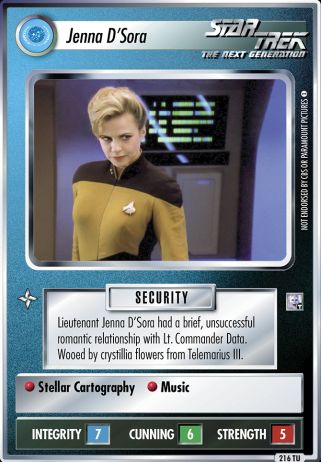 Jenna D'Sora
STAR TREK
THE NEXT GENERATION
NOT ENDORSED BY CBS OR PARAMOUNT PICTURES
SECURITY
Lieutenant Jenna D'Sora had a brief, unsuccessful
romantic relationship with Lt. Commander Data.
Wooed by crystillia flowers from Telemarius III.
Stellar Cartography Music
INTEGRITY 7 CUNNING 6 STRENGTH 5
216 TU